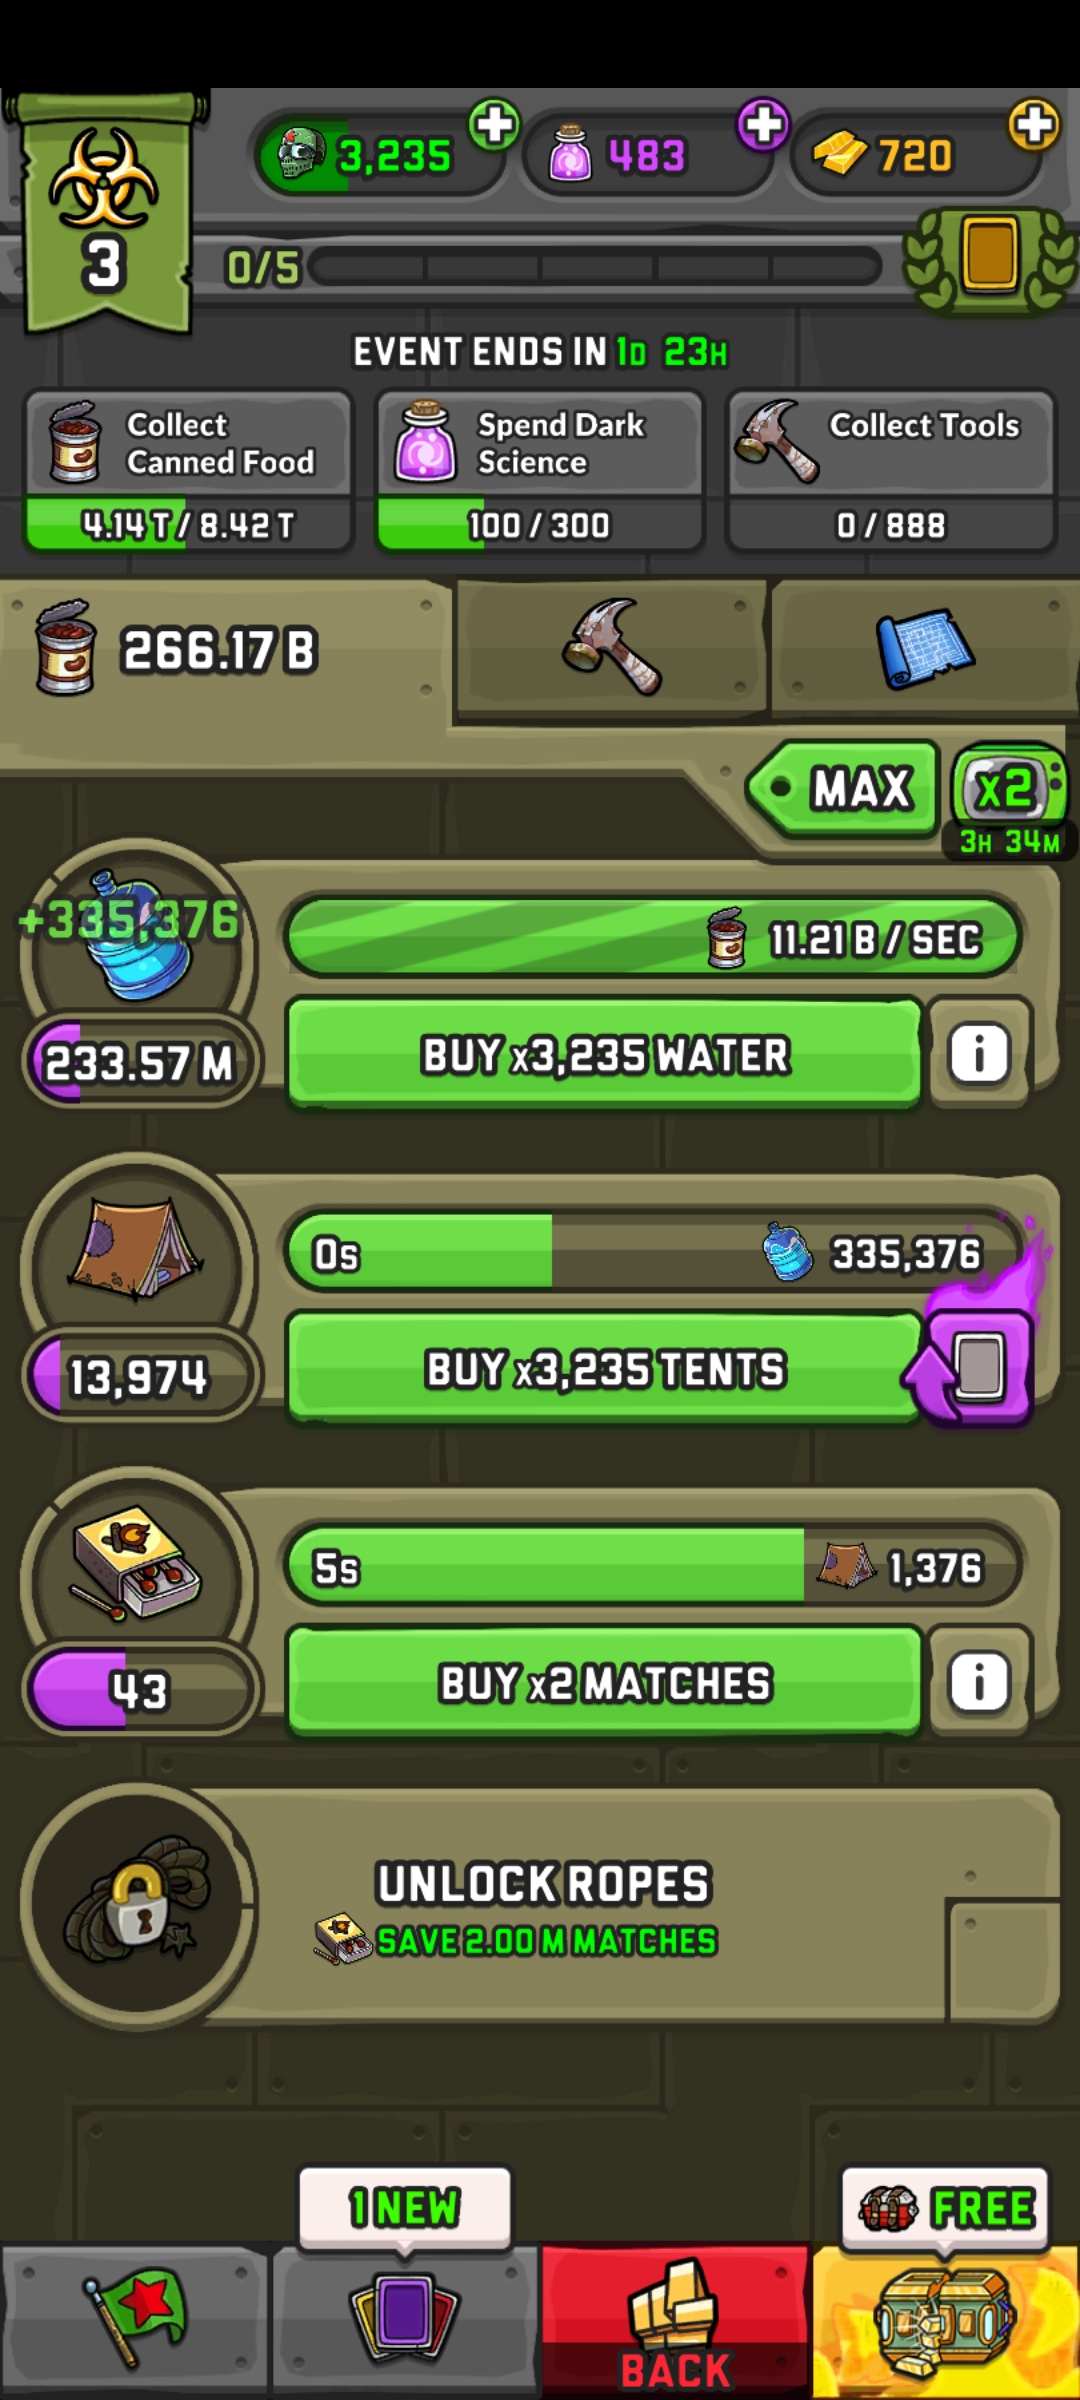 3,235
483
720
3
0/5
EVENT ENDS IN 1D 23H
Collect
Canned Food
4.14 T / 8.42 T
Spend Dark
Science
100 / 300
Collect Tools
0 / 888
266.17 B
MAX
x2
3H 34M
+335,376
11.21 B / SEC
233.57 M
BUY x3,235 WATER
i
0s
335,376
13,974
BUY x3,235 TENTS
5s
1,376
43
BUY x2 MATCHES
i
UNLOCK ROPES
SAVE 2.00 M MATCHES
1 NEW
FREE
BACK